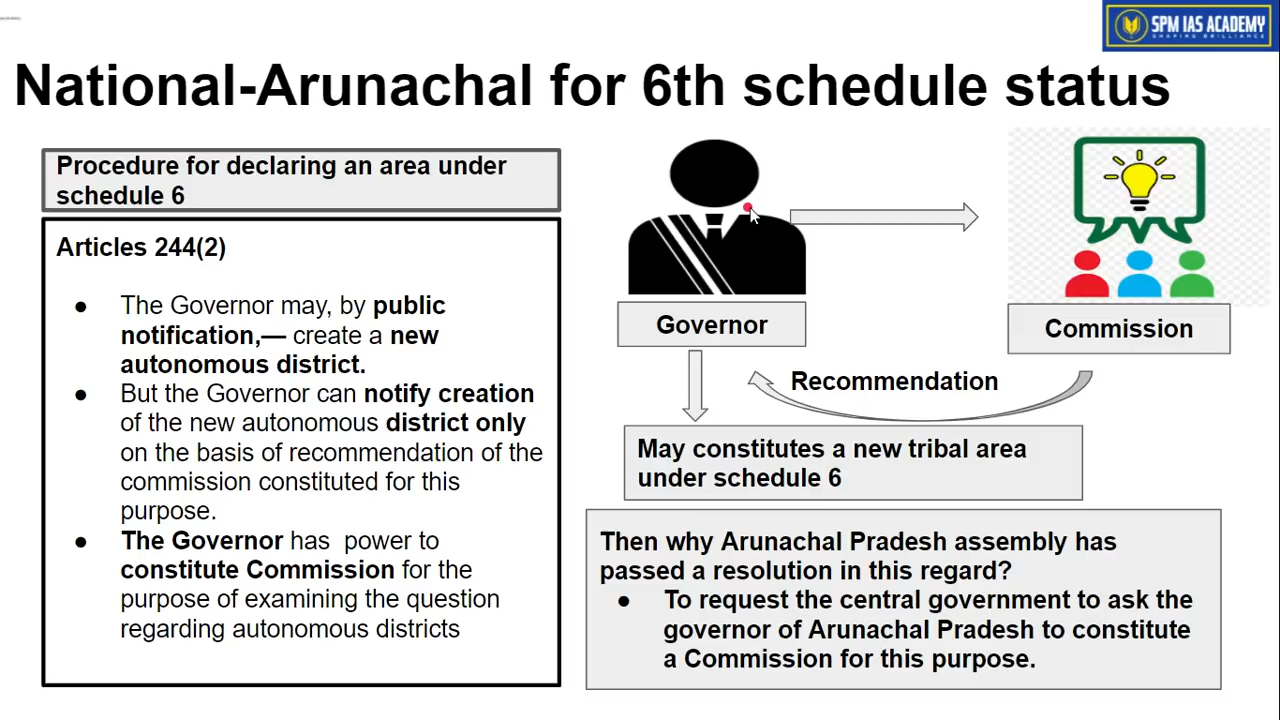 SPM IAS ACADEMY
SHAPING BRILLIANCE
National-Arunachal for 6th schedule status
Procedure for declaring an area under
schedule 6
Articles 244(2)
● The Governor may, by public
notification,— create a new
autonomous district.
● But the Governor can notify creation
of the new autonomous district only
on the basis of recommendation of the
commission constituted for this
purpose.
● The Governor has power to
constitute Commission for the
purpose of examining the question
regarding autonomous districts
Governor
Commission
Recommendation
May constitutes a new tribal area
under schedule 6
Then why Arunachal Pradesh assembly has
passed a resolution in this regard?
● To request the central government to ask the
governor of Arunachal Pradesh to constitute
a Commission for this purpose.